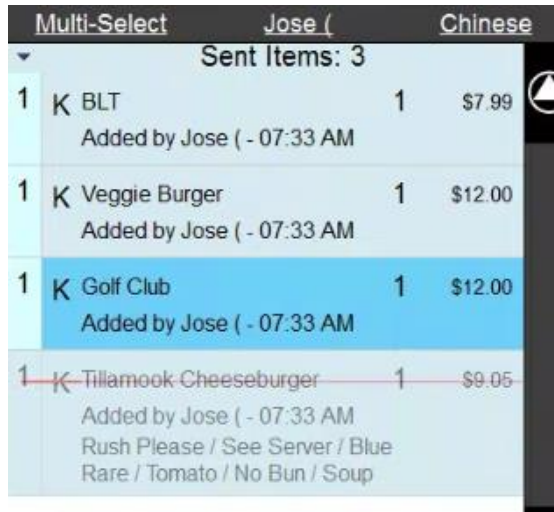 Multi-Select Jose ( Chinese
Sent Items: 3
1 K BLT 1 $7.99
Added by Jose ( - 07:33 AM
1 K Veggie Burger 1 $12.00
Added by Jose ( - 07:33 AM
1 K Golf Club 1 $12.00
Added by Jose ( - 07:33 AM
1 K Tillamook Cheeseburger 1 $9.05
Added by Jose ( - 07:33 AM
Rush Please / See Server / Blue
Rare / Tomato / No Bun / Soup